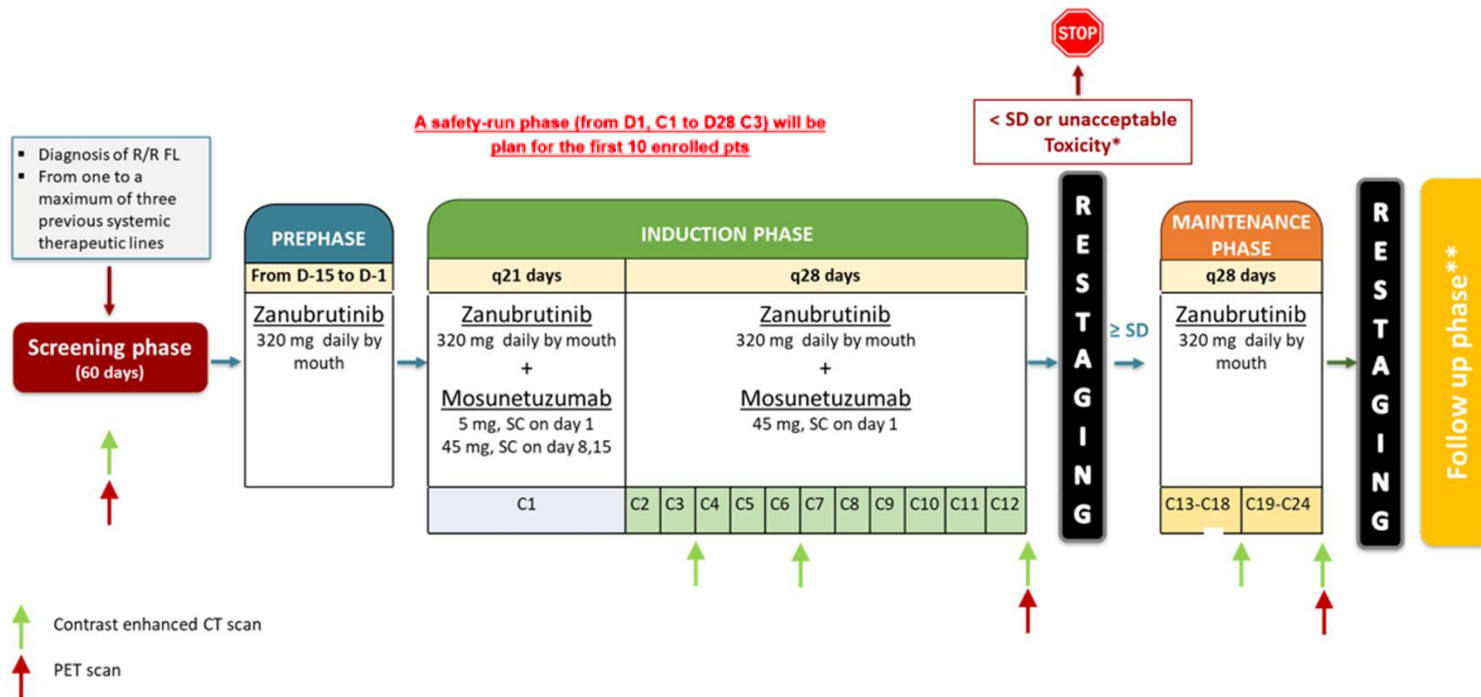 STOP
< SD or unacceptable
Toxicity*
A safety-run phase (from D1, C1 to D28 C3) will be
plan for the first 10 enrolled pts
▪ Diagnosis of R/R FL
▪ From one to a
maximum of three
previous systemic
therapeutic lines
Screening phase
(60 days)
PREPHASE
From D-15 to D-1
Zanubrutinib
320 mg daily by
mouth
INDUCTION PHASE
q21 days
Zanubrutinib
320 mg daily by mouth
+
Mosunetuzumab
5 mg, SC on day 1
45 mg, SC on day 8,15
C1
q28 days
Zanubrutinib
320 mg daily by mouth
+
Mosunetuzumab
45 mg, SC on day 1
C2 C3 C4 C5 C6 C7 C8 C9 C10 C11 C12
RESTAGING
≥ SD
MAINTENANCE
PHASE
q28 days
Zanubrutinib
320 mg daily by
mouth
C13-C18 C19-C24
RESTAGING
Follow up phase**
Contrast enhanced CT scan
PET scan